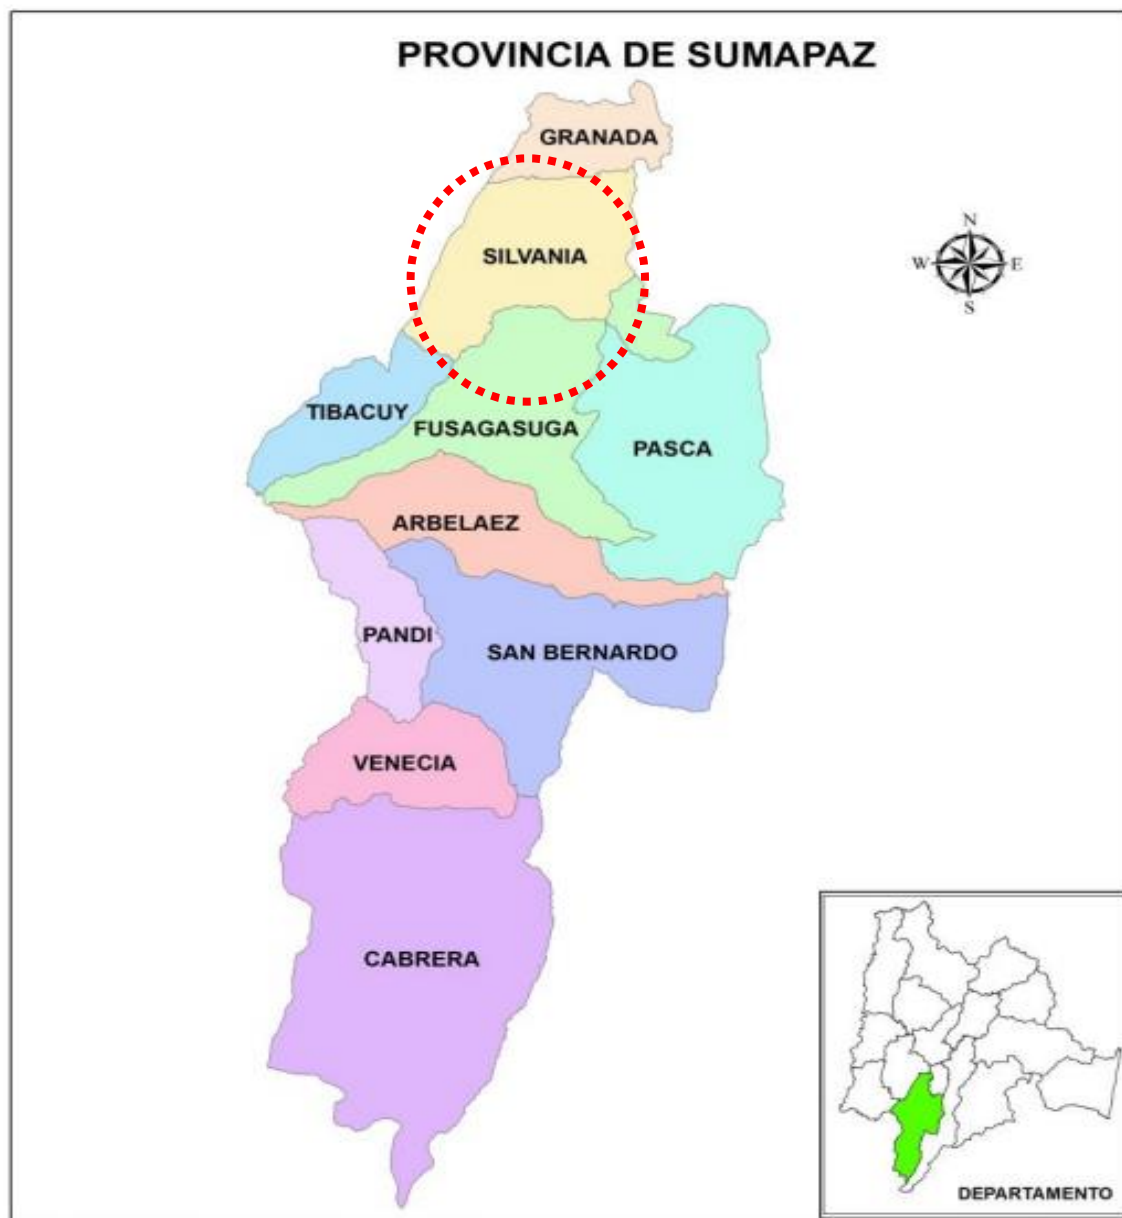 PROVINCIA DE SUMAPAZ
GRANADA
N
SILVANIA
W E
S
TIBACUY
FUSAGASUGA
PASCA
ARBELAEZ
PANDI
SAN BERNARDO
VENECIA
CABRERA
DEPARTAMENTO